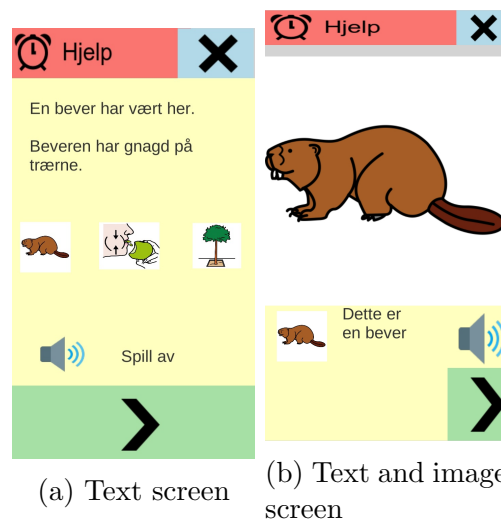 Hjelp
En bever har vært her.
Beveren har gnagd på
trærne.
Spill av
(a) Text screen
Hjelp
Dette er
en bever
(b) Text and image
screen